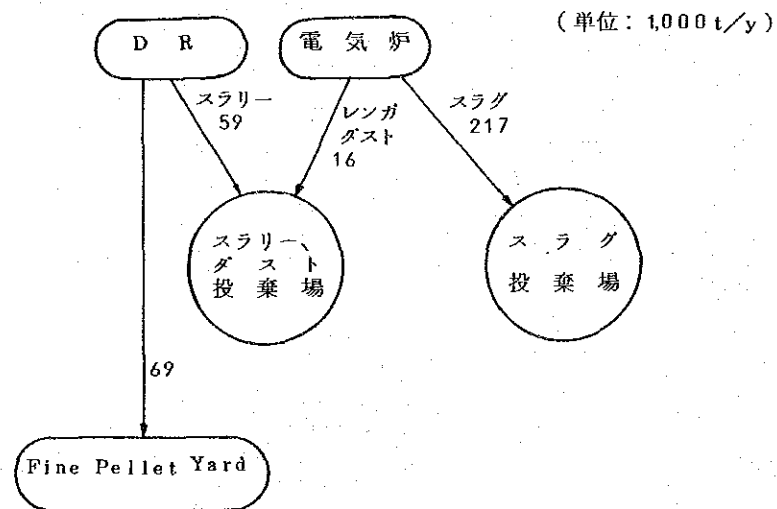 (単位: 1,000 t/y)
D R
電気炉
スラリー
59
レンガ
ダスト
16
スラグ
217
スラリー、
ダスト
投棄場
スラグ
投棄場
69
Fine Pellet Yard